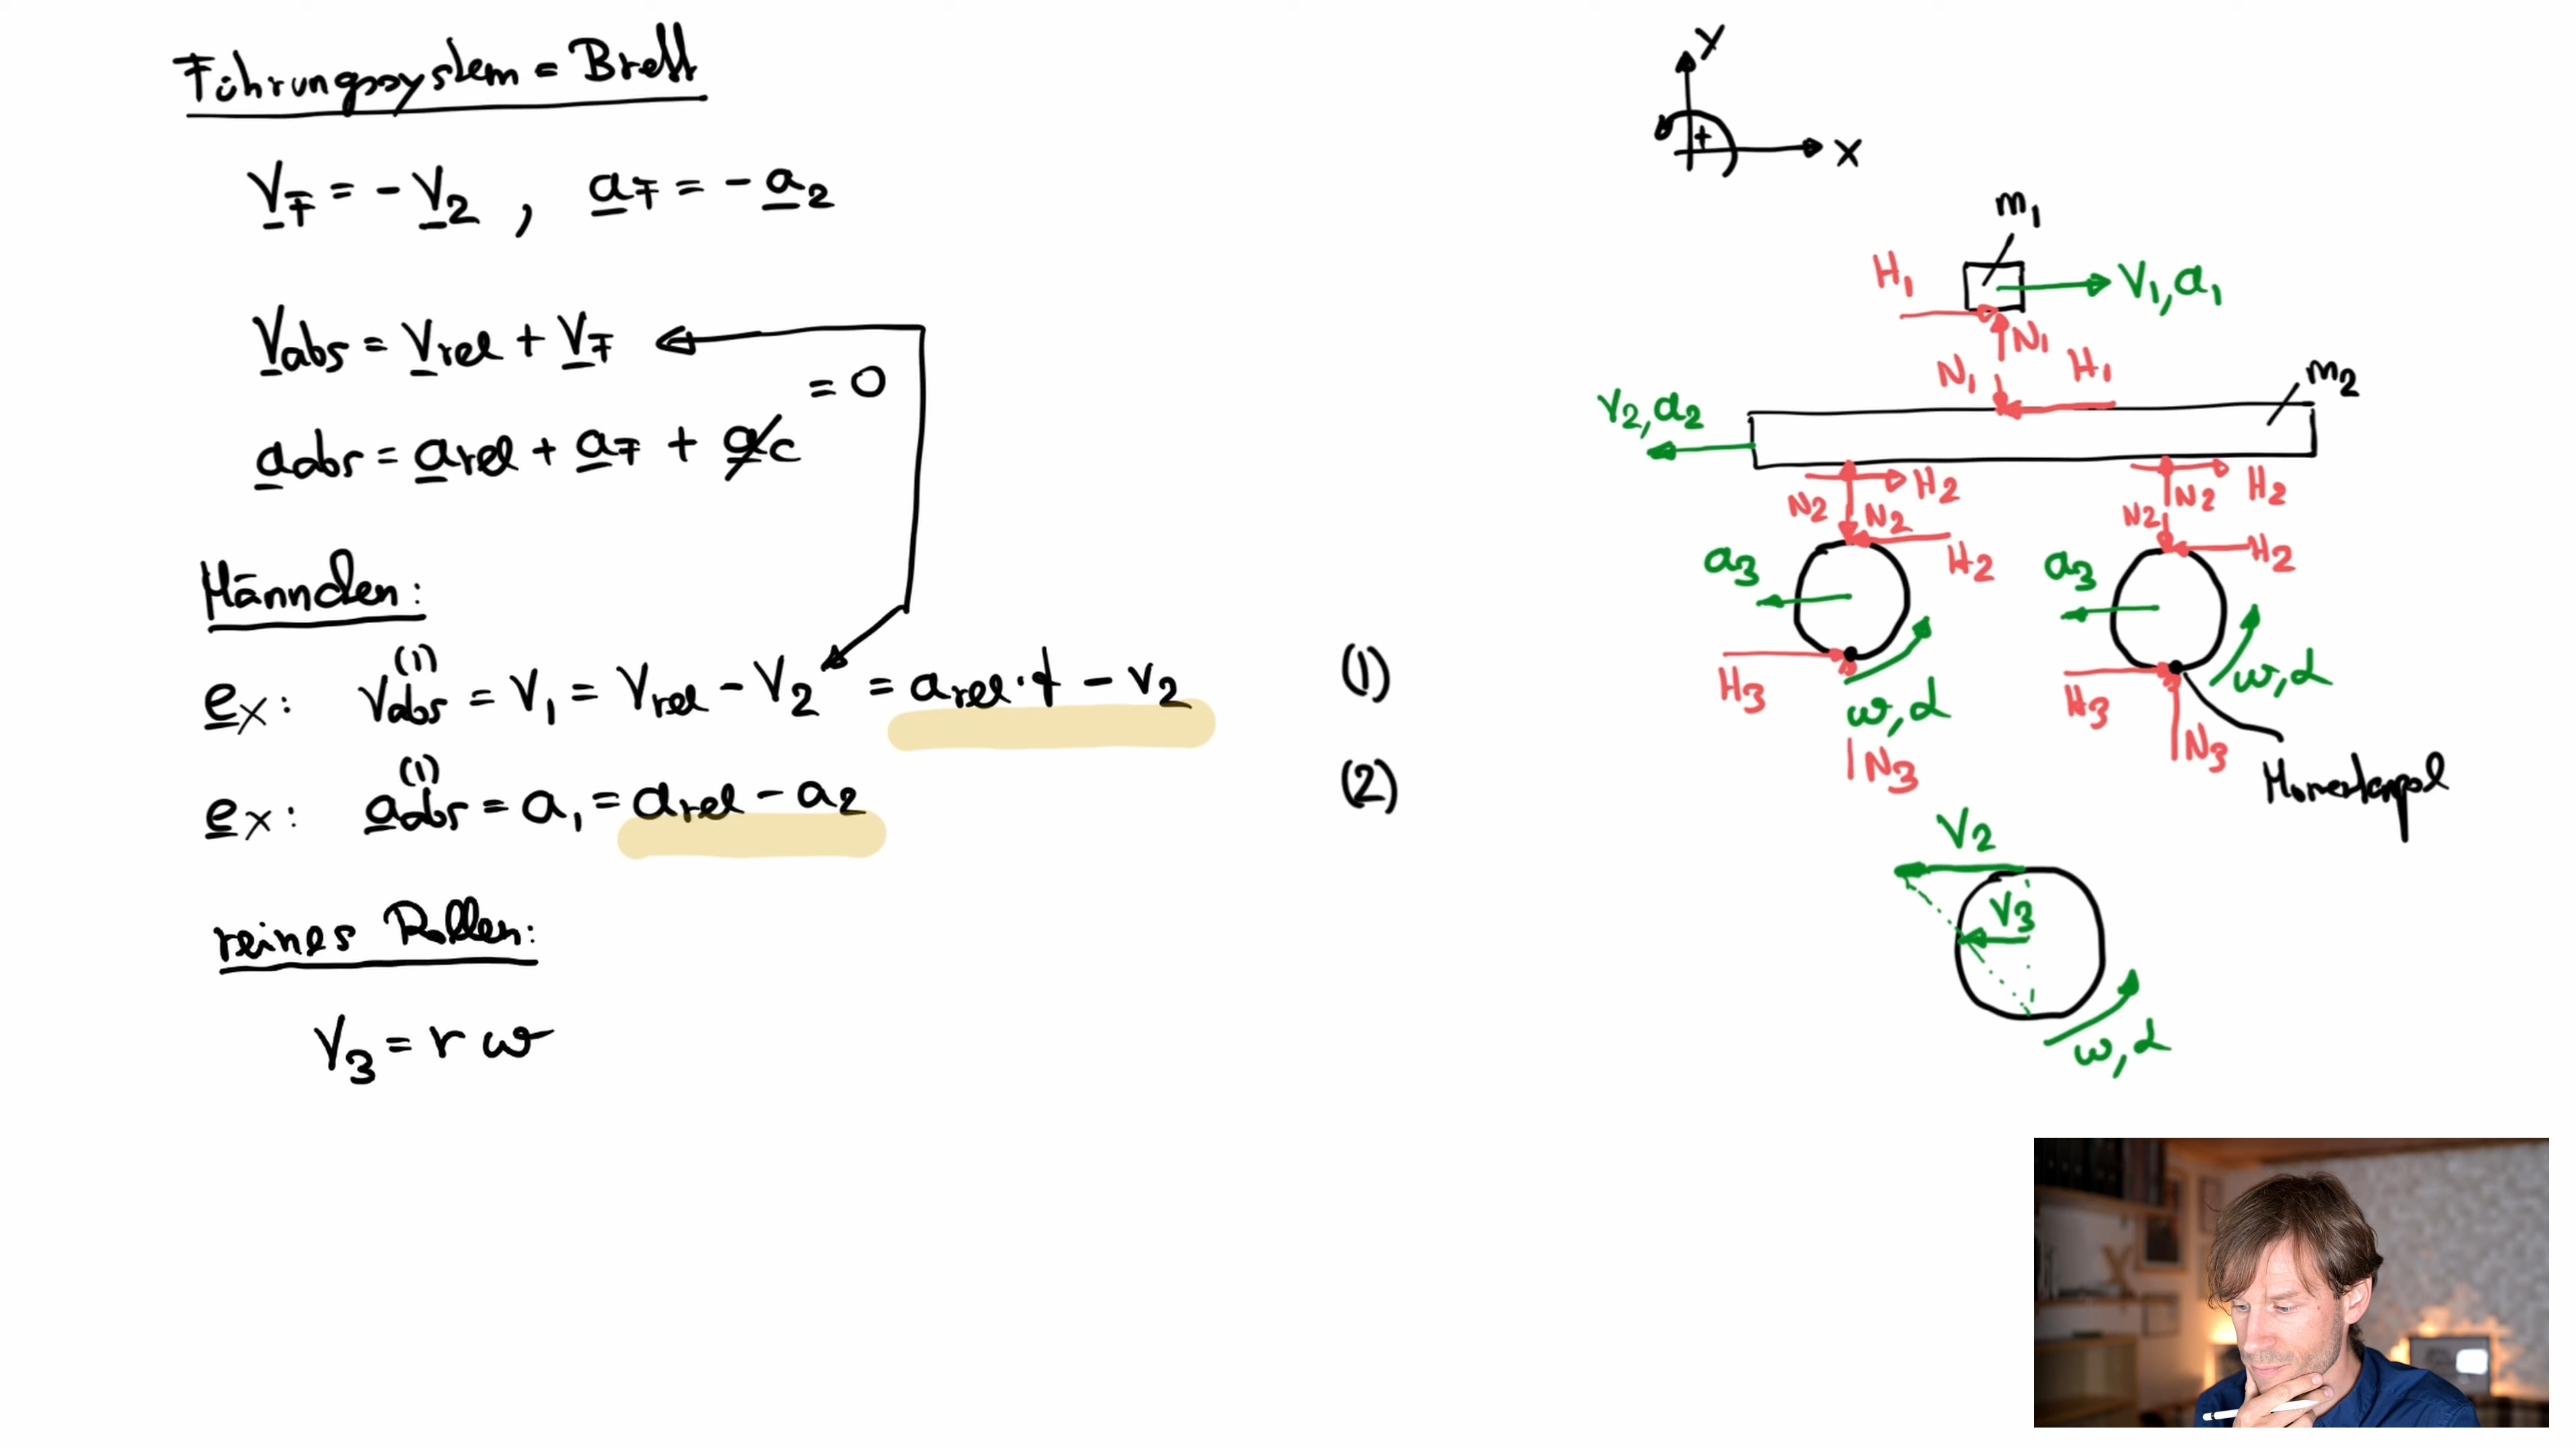 Führungssystem = Brett
v_F = - v_2 , a_F = - a_2
v_abs = v_rel + v_F
= 0
a_abs = a_rel + a_F + a_c
Männchen:
e_x: v_abs^(1) = v_1 = v_rel - v_2 = a_rel · t - v_2 (1)
e_x: a_abs^(1) = a_1 = a_rel - a_2 (2)
reines Rollen:
v_3 = r ω
y
+
x
m_1
H_1
v_1, a_1
N_1
N_1 H_1
m_2
v_2, a_2
N_2 H_2
N_2 H_2
N_2 H_2
N_2 H_2
a_3
a_3
H_3
ω, α
N_3
H_3
ω, α
N_3
Momentanpol
v_2
v_3
ω, α